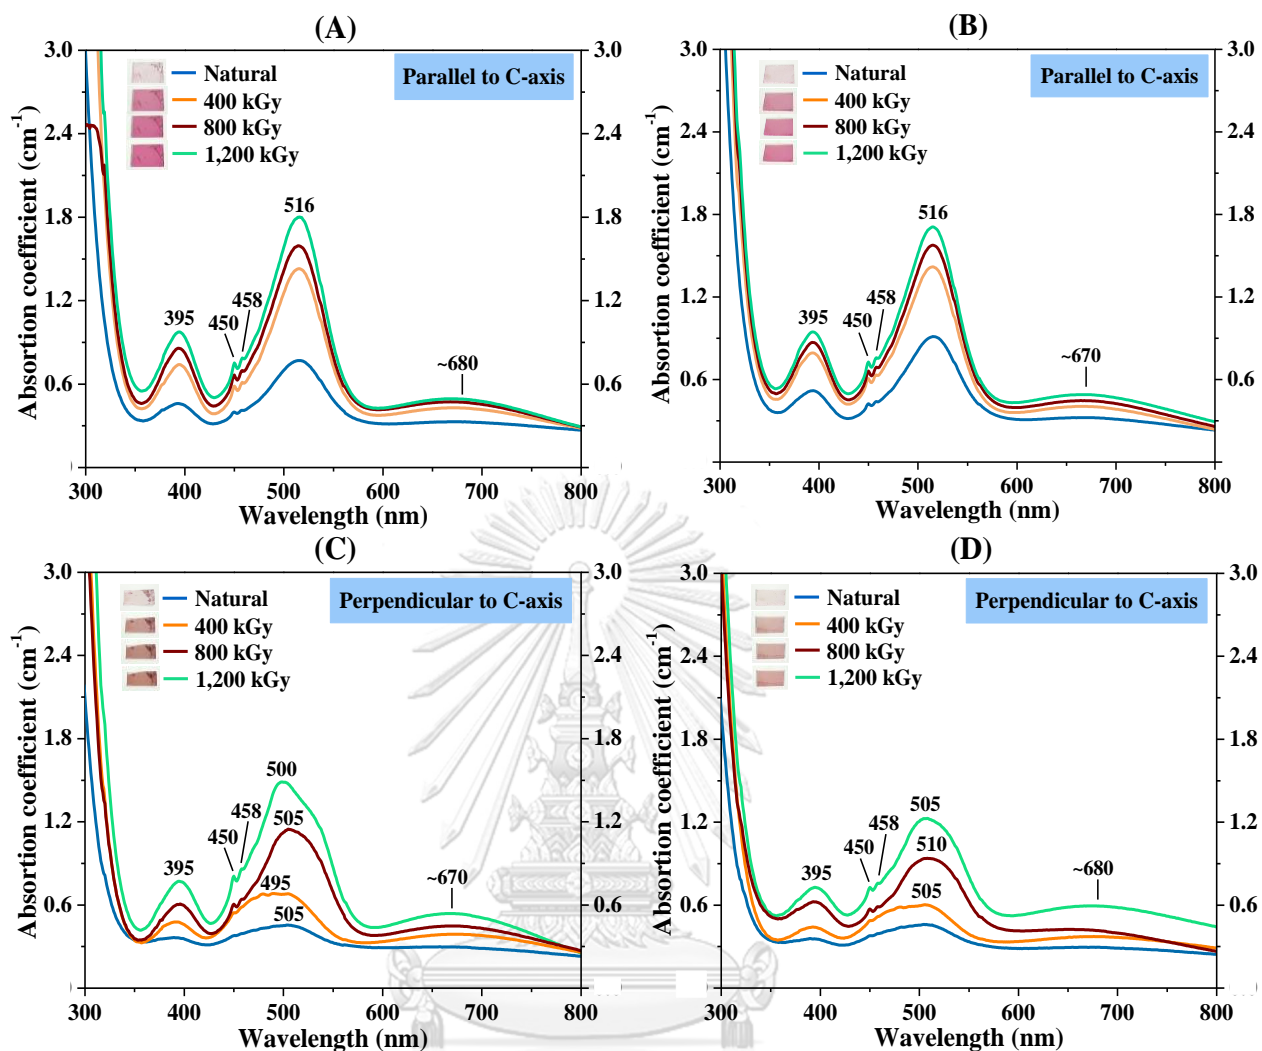 (A)
Absortion coefficient (cm⁻¹)
3.0
2.4
1.8
1.2
0.6
Natural
400 kGy
800 kGy
1,200 kGy
Parallel to C-axis
395
450
458
516
~680
3.0
2.4
1.8
1.2
0.6
300 400 500 600 700 800
Wavelength (nm)
(B)
Absortion coefficient (cm⁻¹)
3.0
2.4
1.8
1.2
0.6
Natural
400 kGy
800 kGy
1,200 kGy
Parallel to C-axis
395
450
458
516
~670
3.0
2.4
1.8
1.2
0.6
300 400 500 600 700 800
Wavelength (nm)
(C)
Absortion coefficient (cm⁻¹)
3.0
2.4
1.8
1.2
0.6
Natural
400 kGy
800 kGy
1,200 kGy
Perpendicular to C-axis
395
450
458
500
505
495
505
~670
3.0
2.4
1.8
1.2
0.6
300 400 500 600 700 800
Wavelength (nm)
(D)
Absortion coefficient (cm⁻¹)
3.0
2.4
1.8
1.2
0.6
Natural
400 kGy
800 kGy
1,200 kGy
Perpendicular to C-axis
395
450
458
505
510
505
~680
3.0
2.4
1.8
1.2
0.6
300 400 500 600 700 800
Wavelength (nm)